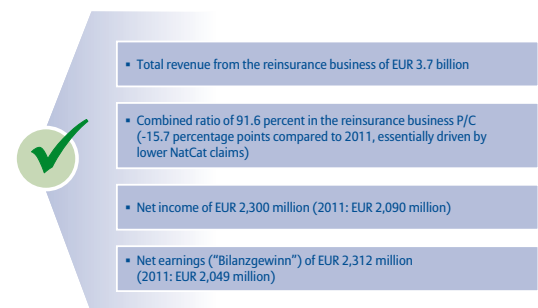 ▪ Total revenue from the reinsurance business of EUR 3.7 billion
▪ Combined ratio of 91.6 percent in the reinsurance business P/C
(-15.7 percentage points compared to 2011, essentially driven by
lower NatCat claims)
▪ Net income of EUR 2,300 million (2011: EUR 2,090 million)
▪ Net earnings ("Bilanzgewinn") of EUR 2,312 million
(2011: EUR 2,049 million)